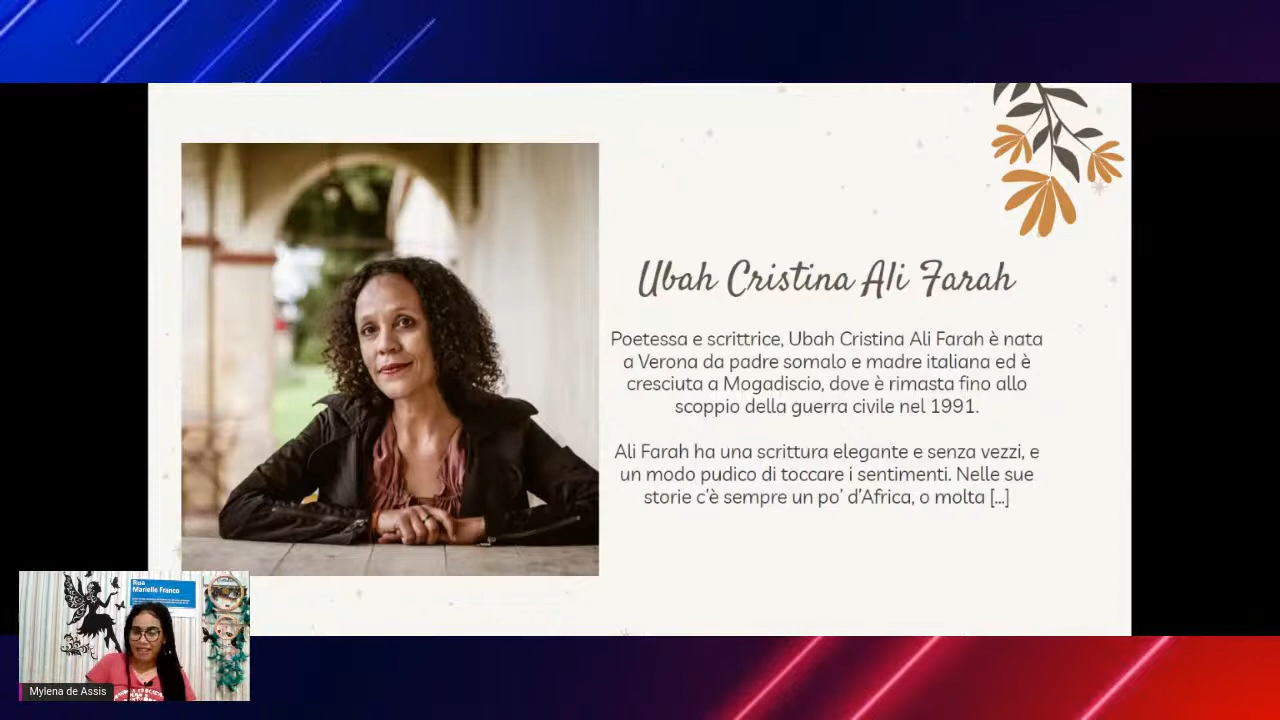 Ubah Cristina Ali Farah
Poetessa e scrittrice, Ubah Cristina Ali Farah è nata
a Verona da padre somalo e madre italiana ed è
cresciuta a Mogadiscio, dove è rimasta fino allo
scoppio della guerra civile nel 1991.
Ali Farah ha una scrittura elegante e senza vezzi, e
un modo pudico di toccare i sentimenti. Nelle sue
storie c'è sempre un po' d'Africa, o molta [...]
Rua
Marielle Franco
Mylena de Assis